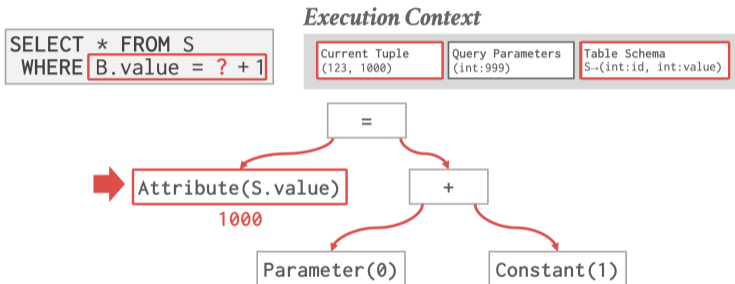 Execution Context
SELECT * FROM S
WHERE B.value = ? + 1
Current Tuple
(123, 1000)
Query Parameters
(int:999)
Table Schema
S→(int:id, int:value)
=
Attribute(S.value)
+
1000
Parameter(0)
Constant(1)